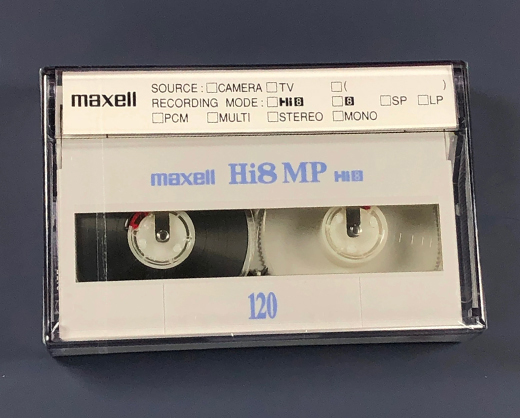 maxell
SOURCE : □CAMERA □TV □( )
RECORDING MODE : □Hi8 □8 □SP □LP
□PCM □MULTI □STEREO □MONO
maxell Hi8 MP Hi8
120